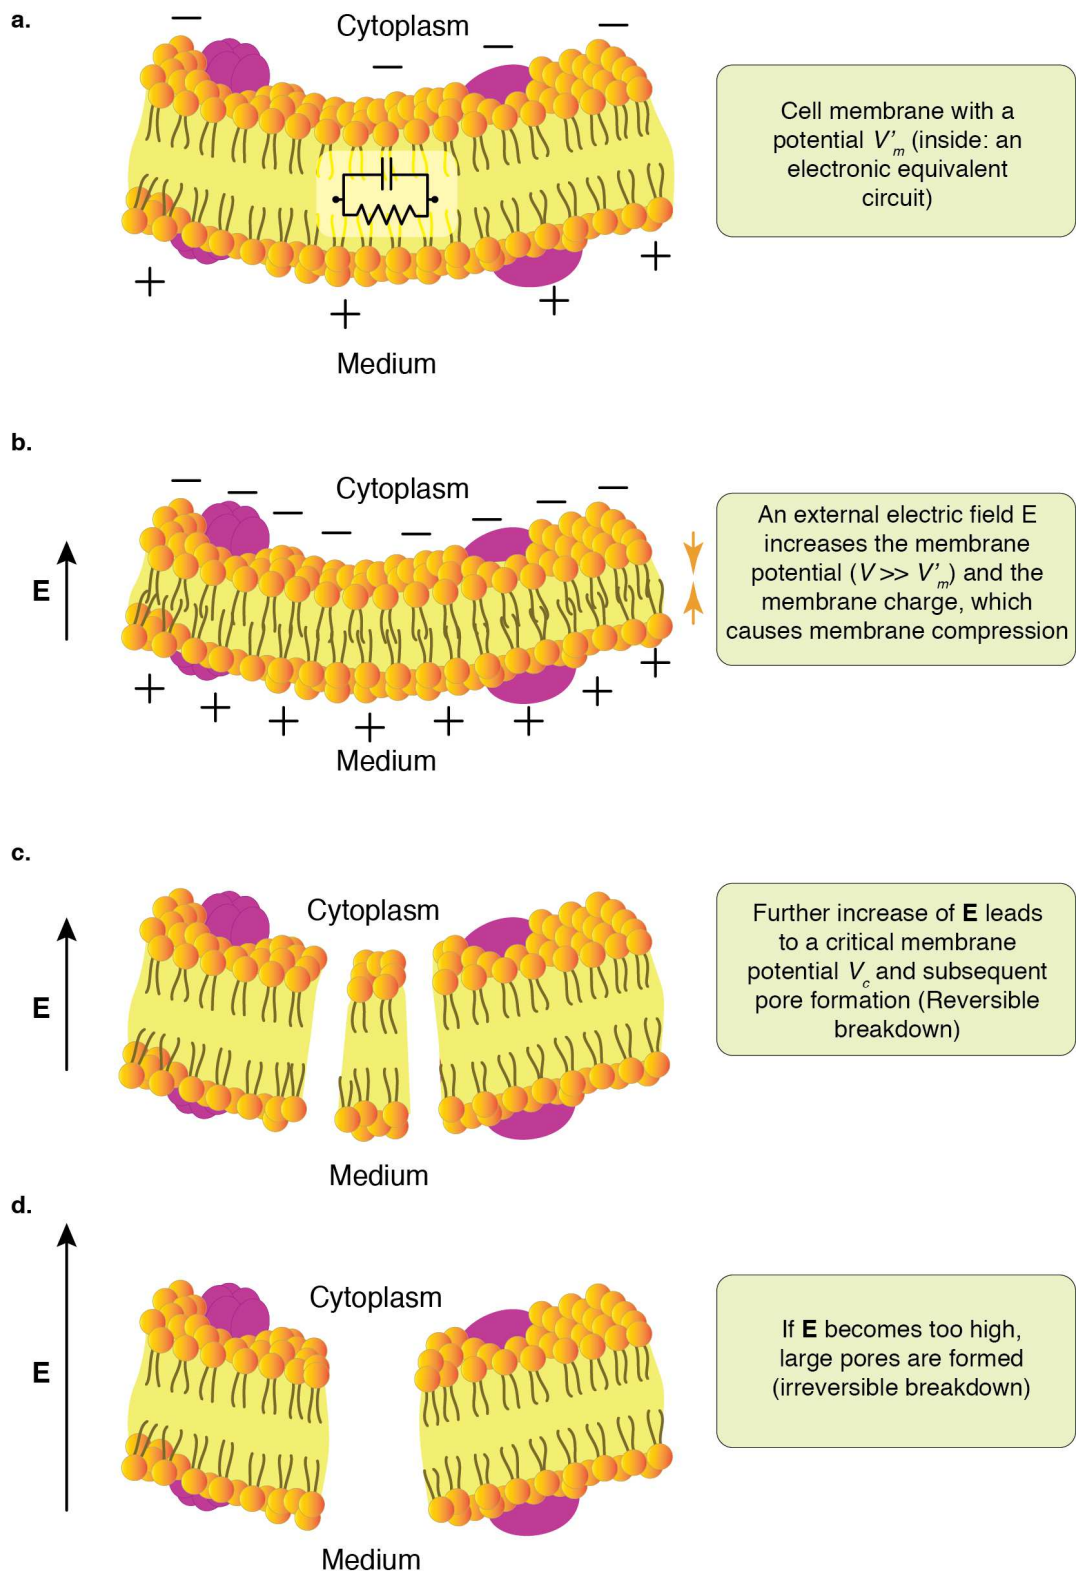 a.
Cytoplasm
Cell membrane with a
potential V'm (inside: an
electronic equivalent
circuit)
Medium
b.
Cytoplasm
E
An external electric field E
increases the membrane
potential (V >> V'm) and the
membrane charge, which
causes membrane compression
Medium
c.
Cytoplasm
E
Further increase of E leads
to a critical membrane
potential Vc and subsequent
pore formation (Reversible
breakdown)
Medium
d.
Cytoplasm
E
If E becomes too high,
large pores are formed
(irreversible breakdown)
Medium